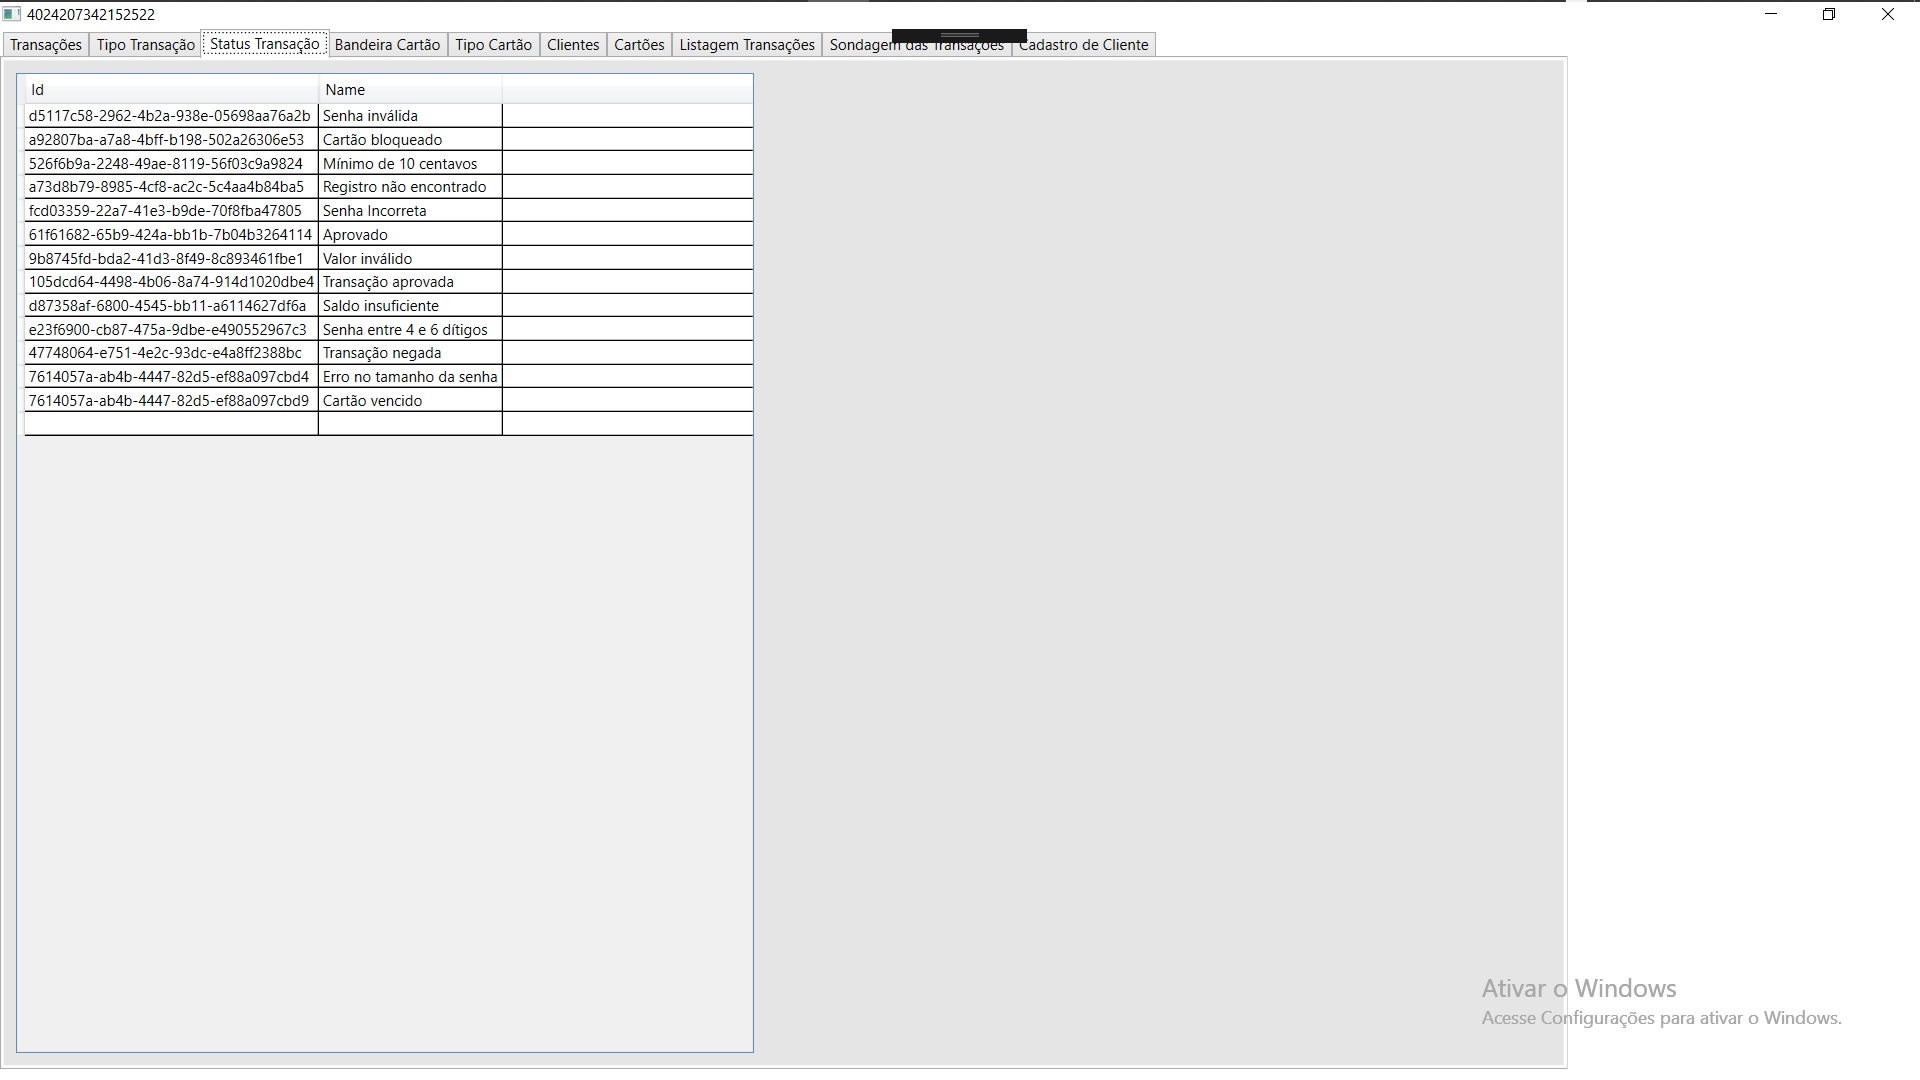 4024207342152522
Transações Tipo Transação Status Transação Bandeira Cartão Tipo Cartão Clientes Cartões Listagem Transações Sondagem das Transações Cadastro de Cliente
Id Name
d5117c58-2962-4b2a-938e-05698aa76a2b Senha inválida
a92807ba-a7a8-4bff-b198-502a26306e53 Cartão bloqueado
526f6b9a-2248-49ae-8119-56f03c9a9824 Mínimo de 10 centavos
a73d8b79-8985-4cf8-ac2c-5c4aa4b84ba5 Registro não encontrado
fcd03359-22a7-41e3-b9de-70f8fba47805 Senha Incorreta
61f61682-65b9-424a-bb1b-7b04b3264114 Aprovado
9b8745fd-bda2-41d3-8f49-8c893461fbe1 Valor inválido
105dcd64-4498-4b06-8a74-914d1020dbe4 Transação aprovada
d87358af-6800-4545-bb11-a6114627df6a Saldo insuficiente
e23f6900-cb87-475a-9dbe-e490552967c3 Senha entre 4 e 6 dítigos
47748064-e751-4e2c-93dc-e4a8ff2388bc Transação negada
7614057a-ab4b-4447-82d5-ef88a097cbd4 Erro no tamanho da senha
7614057a-ab4b-4447-82d5-ef88a097cbd9 Cartão vencido
Ativar o Windows
Acesse Configurações para ativar o Windows.